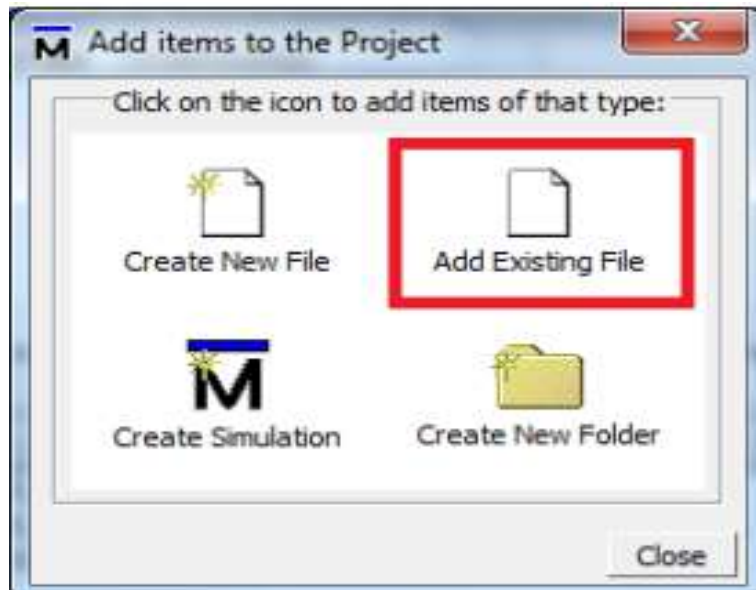 M Add items to the Project
Click on the icon to add items of that type:
Create New File
Add Existing File
M
Create Simulation
Create New Folder
Close